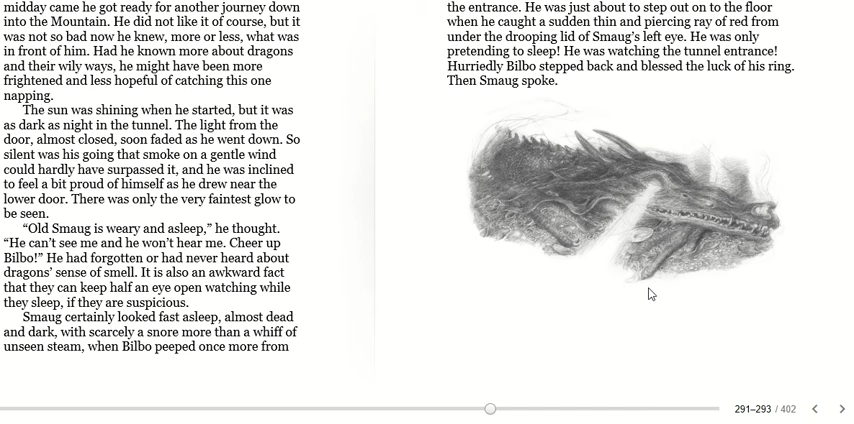 midday came he got ready for another journey down
into the Mountain. He did not like it of course, but it
was not so bad now he knew, more or less, what was
in front of him. Had he known more about dragons
and their wily ways, he might have been more
frightened and less hopeful of catching this one
napping.
The sun was shining when he started, but it was
as dark as night in the tunnel. The light from the
door, almost closed, soon faded as he went down. So
silent was his going that smoke on a gentle wind
could hardly have surpassed it, and he was inclined
to feel a bit proud of himself as he drew near the
lower door. There was only the very faintest glow to
be seen.
“Old Smaug is weary and asleep,” he thought.
“He can’t see me and he won’t hear me. Cheer up
Bilbo!” He had forgotten or had never heard about
dragons’ sense of smell. It is also an awkward fact
that they can keep half an eye open watching while
they sleep, if they are suspicious.
Smaug certainly looked fast asleep, almost dead
and dark, with scarcely a snore more than a whiff of
unseen steam, when Bilbo peeped once more from
the entrance. He was just about to step out on to the floor
when he caught a sudden thin and piercing ray of red from
under the drooping lid of Smaug’s left eye. He was only
pretending to sleep! He was watching the tunnel entrance!
Hurriedly Bilbo stepped back and blessed the luck of his ring.
Then Smaug spoke.
291–293 / 402